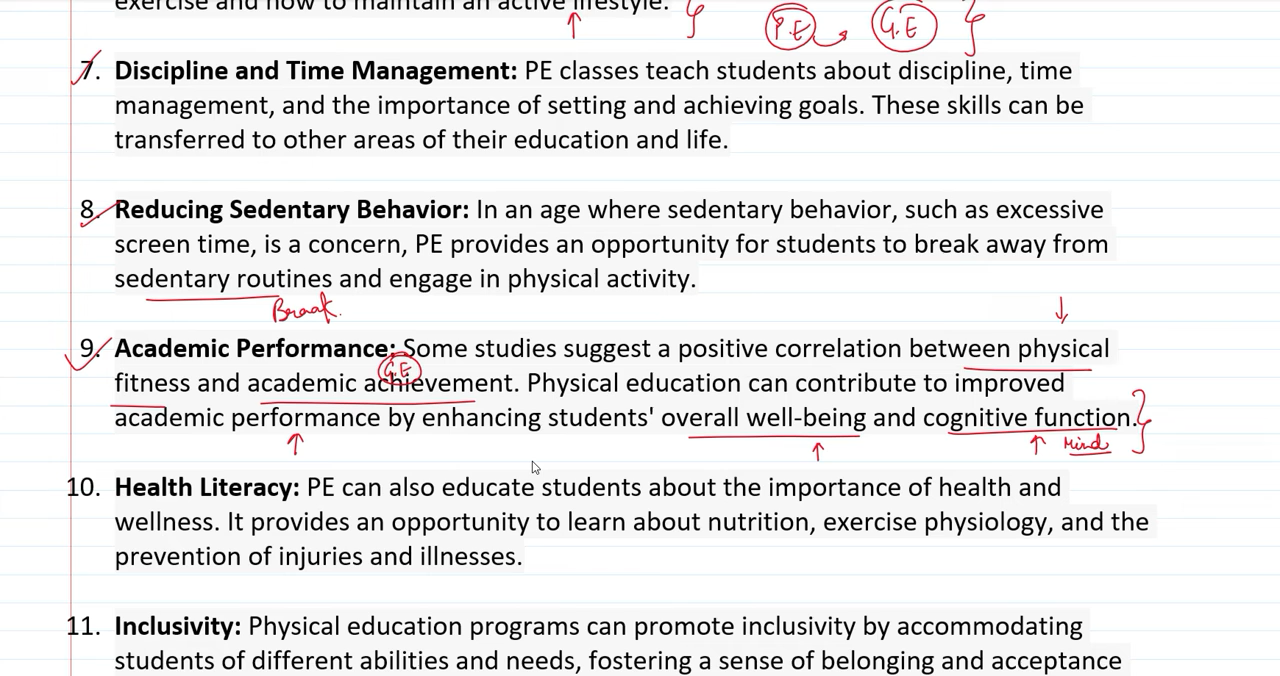 exercise and how to maintain an active lifestyle.
P.E G.E
7. Discipline and Time Management: PE classes teach students about discipline, time
management, and the importance of setting and achieving goals. These skills can be
transferred to other areas of their education and life.
8. Reducing Sedentary Behavior: In an age where sedentary behavior, such as excessive
screen time, is a concern, PE provides an opportunity for students to break away from
sedentary routines and engage in physical activity.
Break.
9. Academic Performance: Some studies suggest a positive correlation between physical
G.E
fitness and academic achievement. Physical education can contribute to improved
academic performance by enhancing students' overall well-being and cognitive function.
Mind
10. Health Literacy: PE can also educate students about the importance of health and
wellness. It provides an opportunity to learn about nutrition, exercise physiology, and the
prevention of injuries and illnesses.
11. Inclusivity: Physical education programs can promote inclusivity by accommodating
students of different abilities and needs, fostering a sense of belonging and acceptance